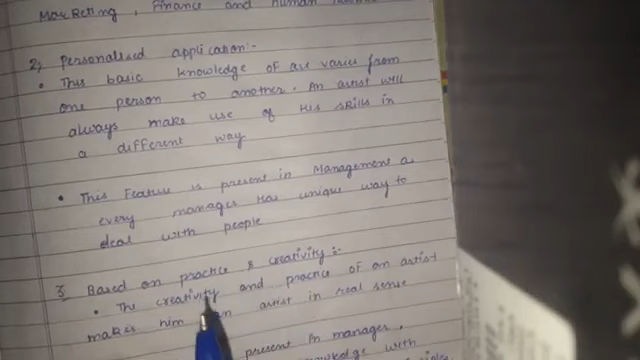 Marketing, Finance and Human
2) Personalised application:-
• This basic knowledge of art varies from
one person to another. An artist will
always make use of His skills in
a different way
• This Feature is present in Management as
every manager Has unique way to
deal with people
3) Based on practice & creativity :-
• The creativity and practice of an artist
makes him an artist in real sense
present in manager.
knowledge with